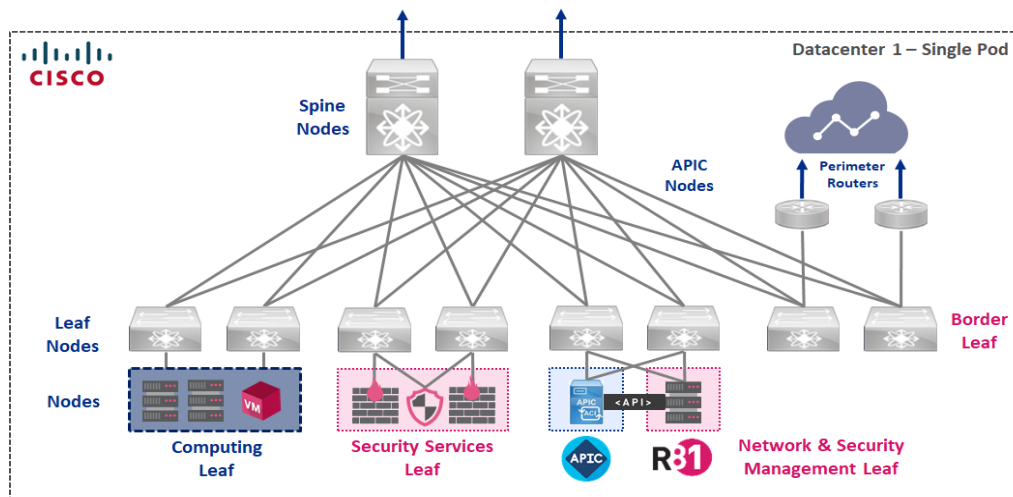 Datacenter 1 – Single Pod
CISCO
Spine
Nodes
APIC
Nodes
Perimeter
Routers
Leaf
Nodes
Border
Leaf
Nodes
VM
APIC
ACI
<API>
Computing
Leaf
Security Services
Leaf
APIC
R81
Network & Security
Management Leaf